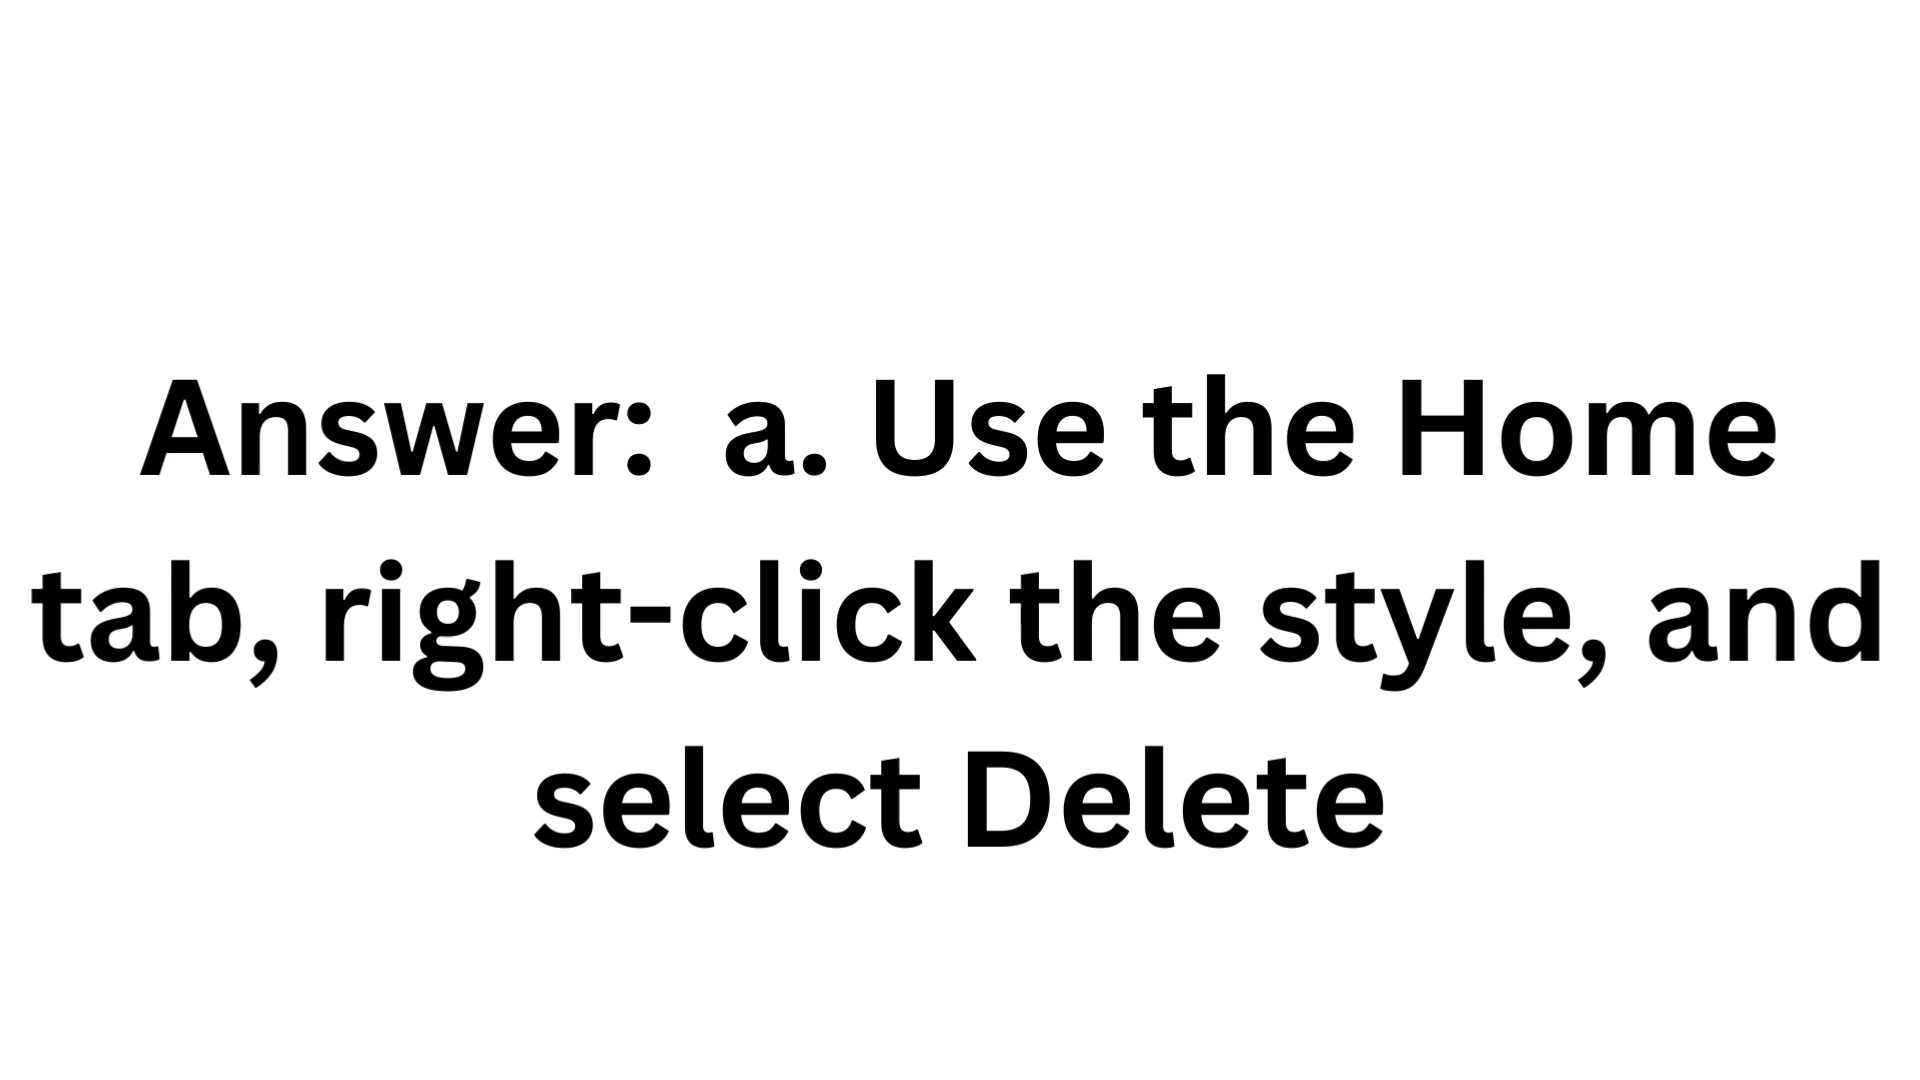 Answer:  a. Use the Home
tab, right-click the style, and
select Delete